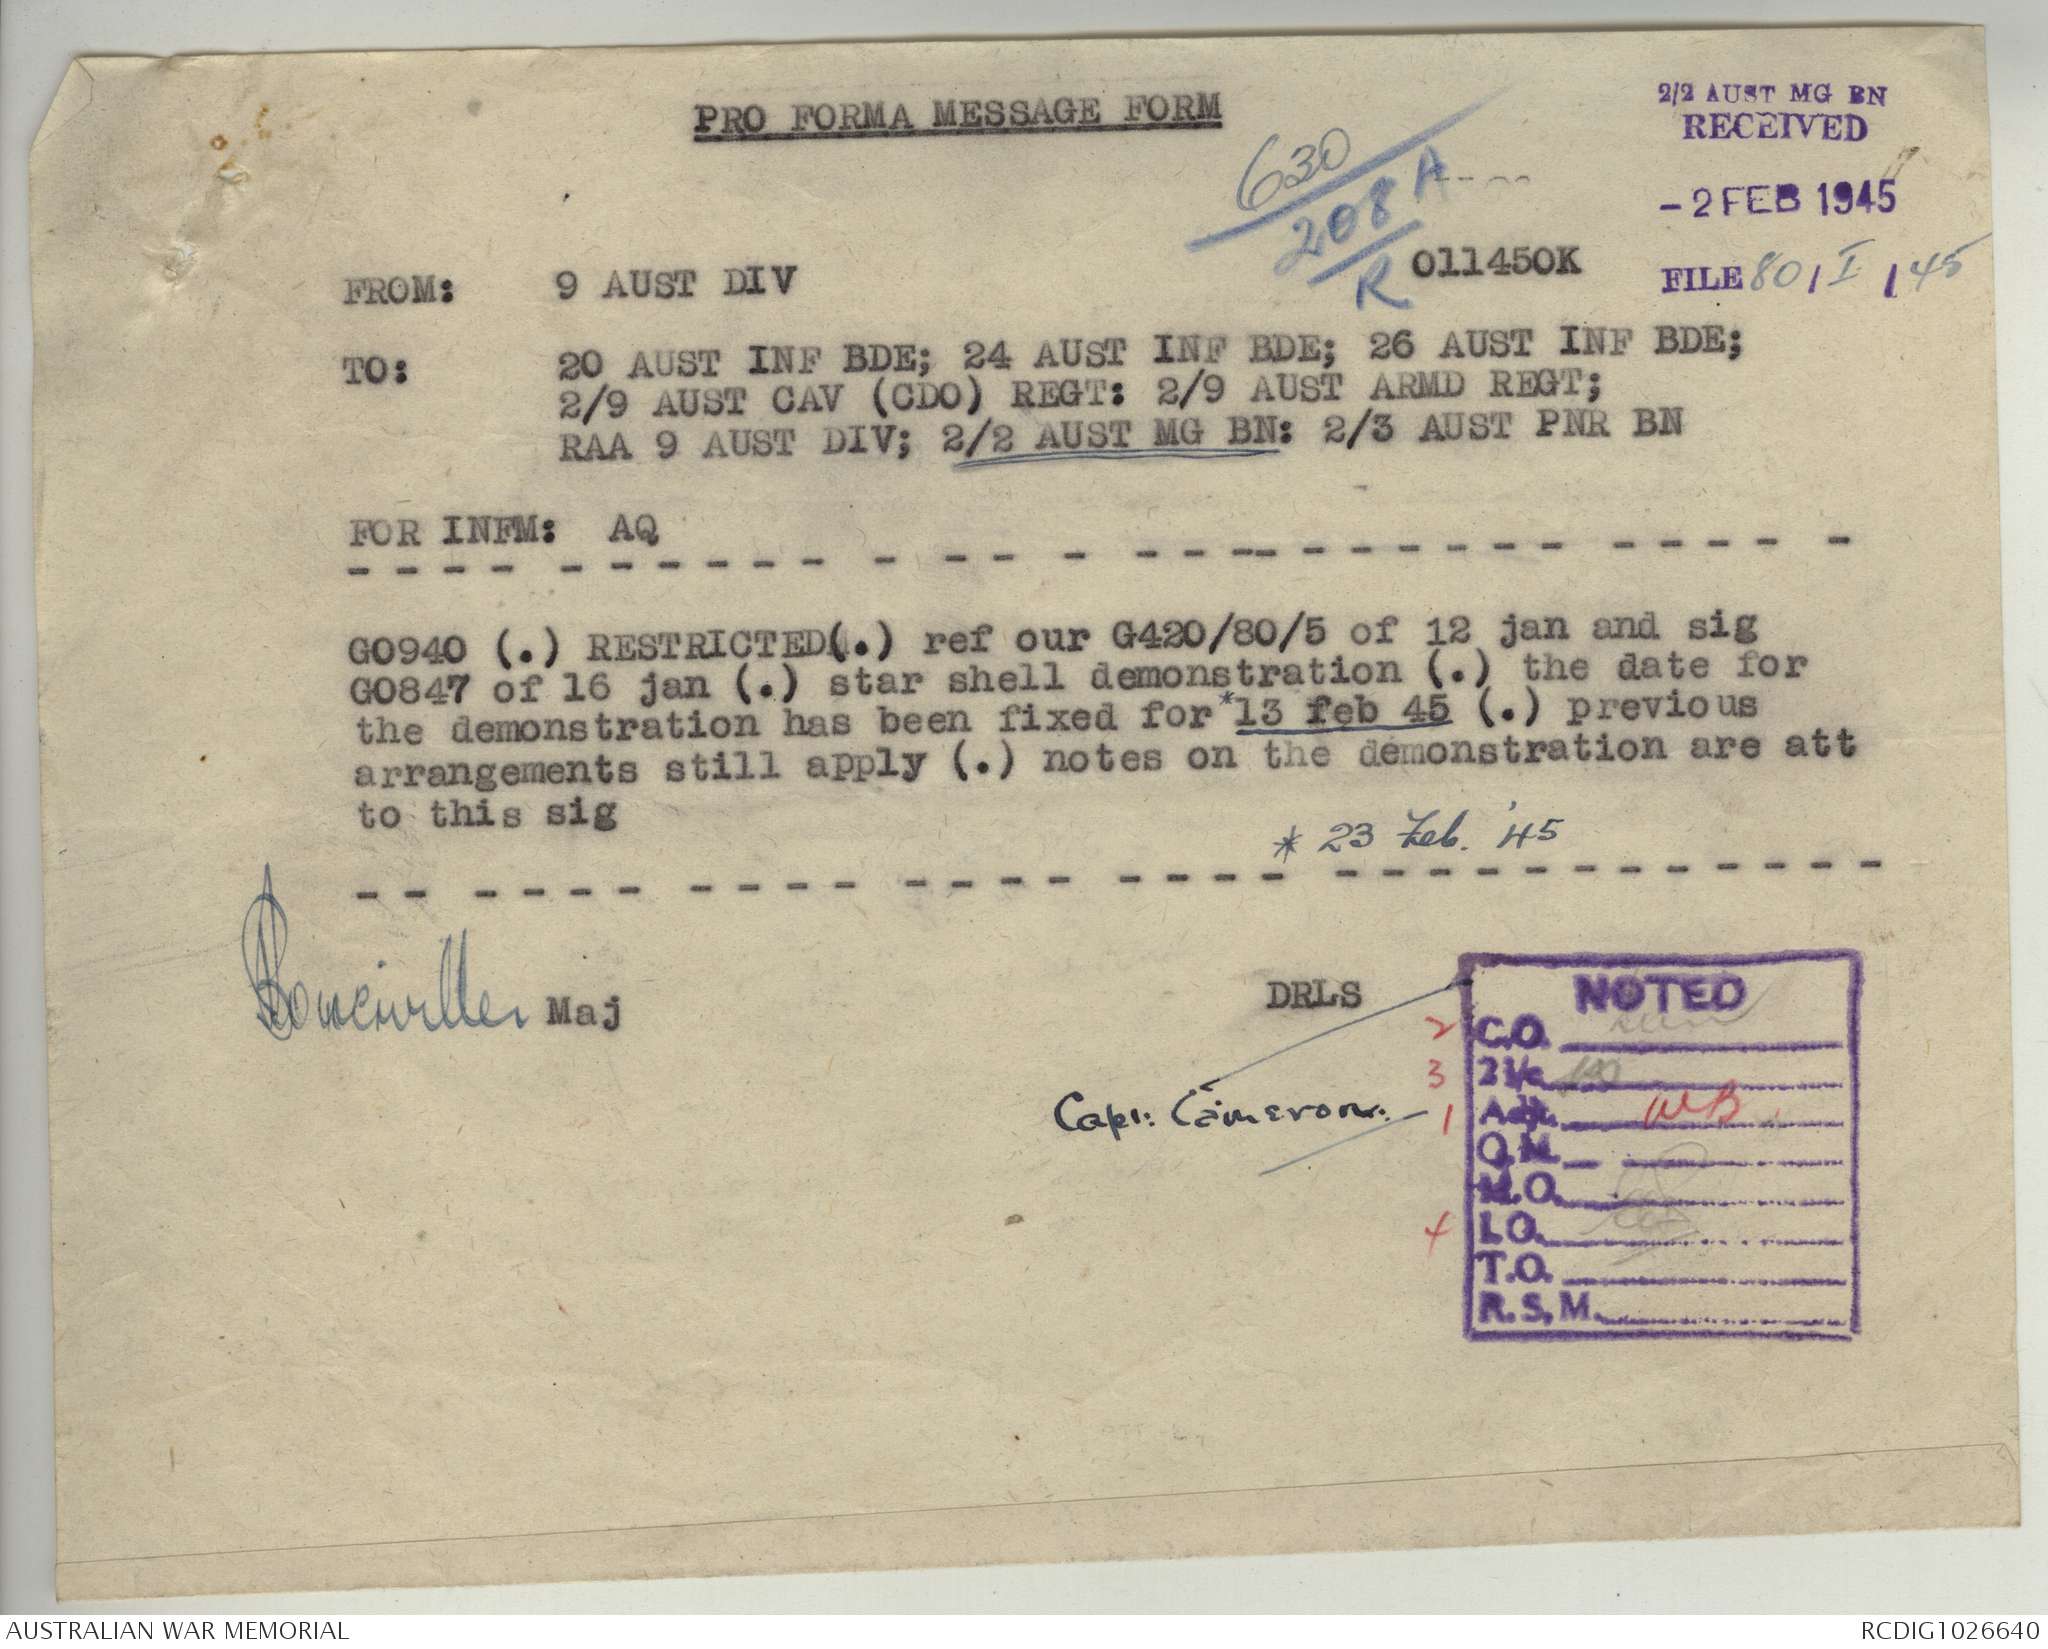 PRO FORMA MESSAGE FORM
2/2 AUST MG BN
RECEIVED
- 2 FEB 1945
FILE 80/I/45
630
208 A
R
011450K
FROM: 9 AUST DIV
TO: 20 AUST INF BDE; 24 AUST INF BDE; 26 AUST INF BDE;
2/9 AUST CAV (CDO) REGT: 2/9 AUST ARMD REGT;
RAA 9 AUST DIV; 2/2 AUST MG BN: 2/3 AUST PNR BN
FOR INFM: AQ
GO940 (.) RESTRICTED(.) ref our G420/80/5 of 12 jan and sig
GO847 of 16 jan (.) star shell demonstration (.) the date for
the demonstration has been fixed for *13 feb 45 (.) previous
arrangements still apply (.) notes on the demonstration are att
to this sig
* 23 Feb. '45
Maj
DRLS
Capt: Cameron.
NOTED
2 C.O.
3 2 i/c
1 Adjt. WB
Q.M.
M.O.
4 I.O.
T.O.
R.S.M.
AUSTRALIAN WAR MEMORIAL
RCDIG1026640